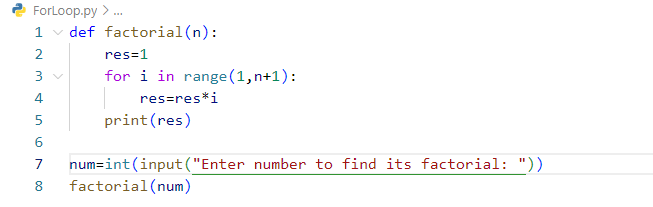 ForLoop.py > ...
1 def factorial(n):
2     res=1
3     for i in range(1,n+1):
4         res=res*i
5     print(res)
6
7 num=int(input("Enter number to find its factorial: "))
8 factorial(num)